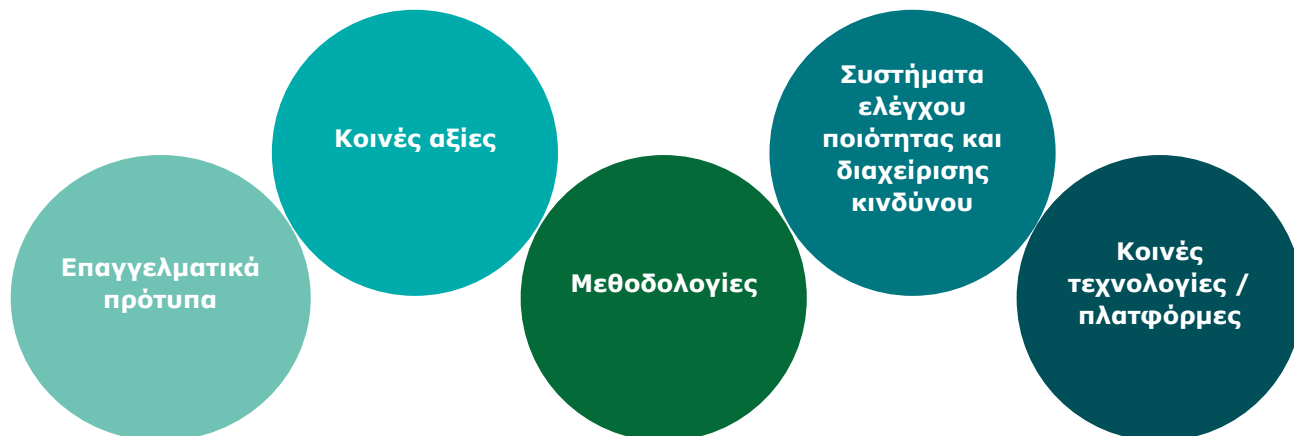 Επαγγελματικά
πρότυπα
Κοινές αξίες
Μεθοδολογίες
Συστήματα
ελέγχου
ποιότητας και
διαχείρισης
κινδύνου
Κοινές
τεχνολογίες /
πλατφόρμες